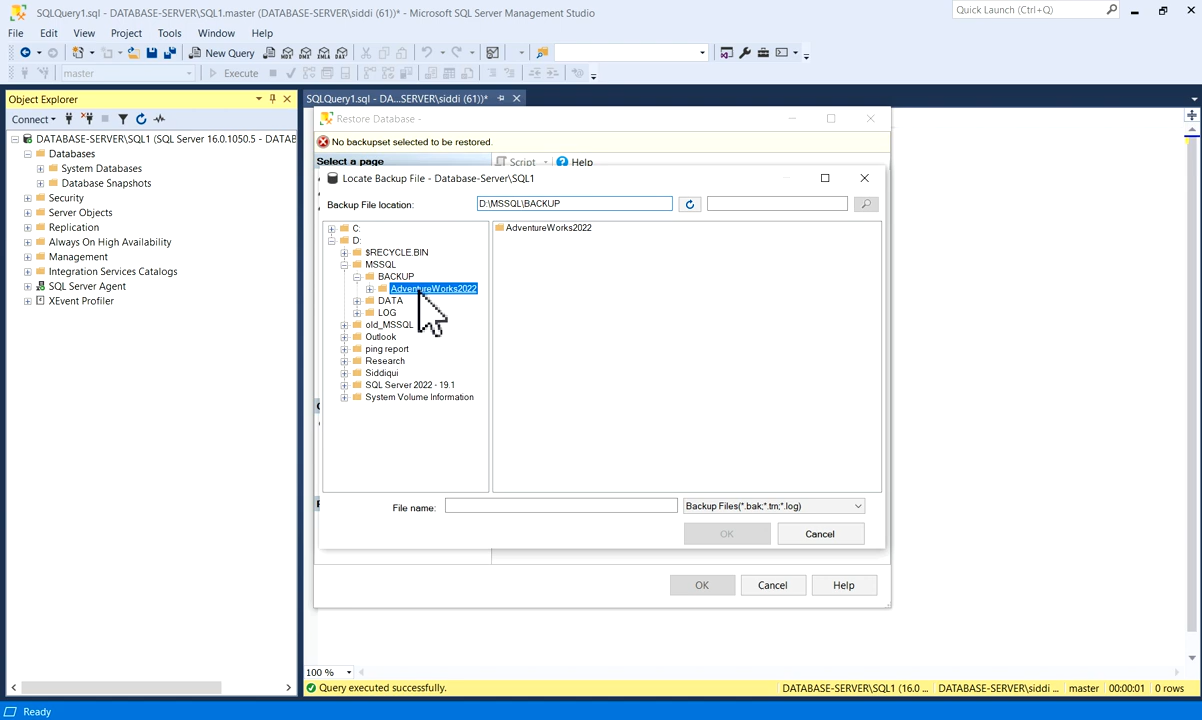 SQLQuery1.sql - DATABASE-SERVER\SQL1.master (DATABASE-SERVER\siddi (61))* - Microsoft SQL Server Management Studio
Quick Launch (Ctrl+Q)
File Edit View Project Tools Window Help
New Query
MDX DMX XMLA DAX
master
Execute
Object Explorer
SQLQuery1.sql - DA...SERVER\siddi (61))*
Connect
DATABASE-SERVER\SQL1 (SQL Server 16.0.1050.5 - DATAB
Databases
System Databases
Database Snapshots
Security
Server Objects
Replication
Always On High Availability
Management
Integration Services Catalogs
SQL Server Agent
XEvent Profiler
Restore Database -
No backupset selected to be restored.
Select a page
Script
Help
Locate Backup File - Database-Server\SQL1
Backup File location:
D:\MSSQL\BACKUP
C:
D:
$RECYCLE.BIN
MSSQL
BACKUP
AdventureWorks2022
DATA
LOG
old_MSSQL
Outlook
ping report
Research
Siddiqui
SQL Server 2022 - 19.1
System Volume Information
AdventureWorks2022
File name:
Backup Files(*.bak;*.trn;*.log)
OK
Cancel
OK
Cancel
Help
100 %
Query executed successfully.
DATABASE-SERVER\SQL1 (16.0 ...
DATABASE-SERVER\siddi ...
master
00:00:01
0 rows
Ready